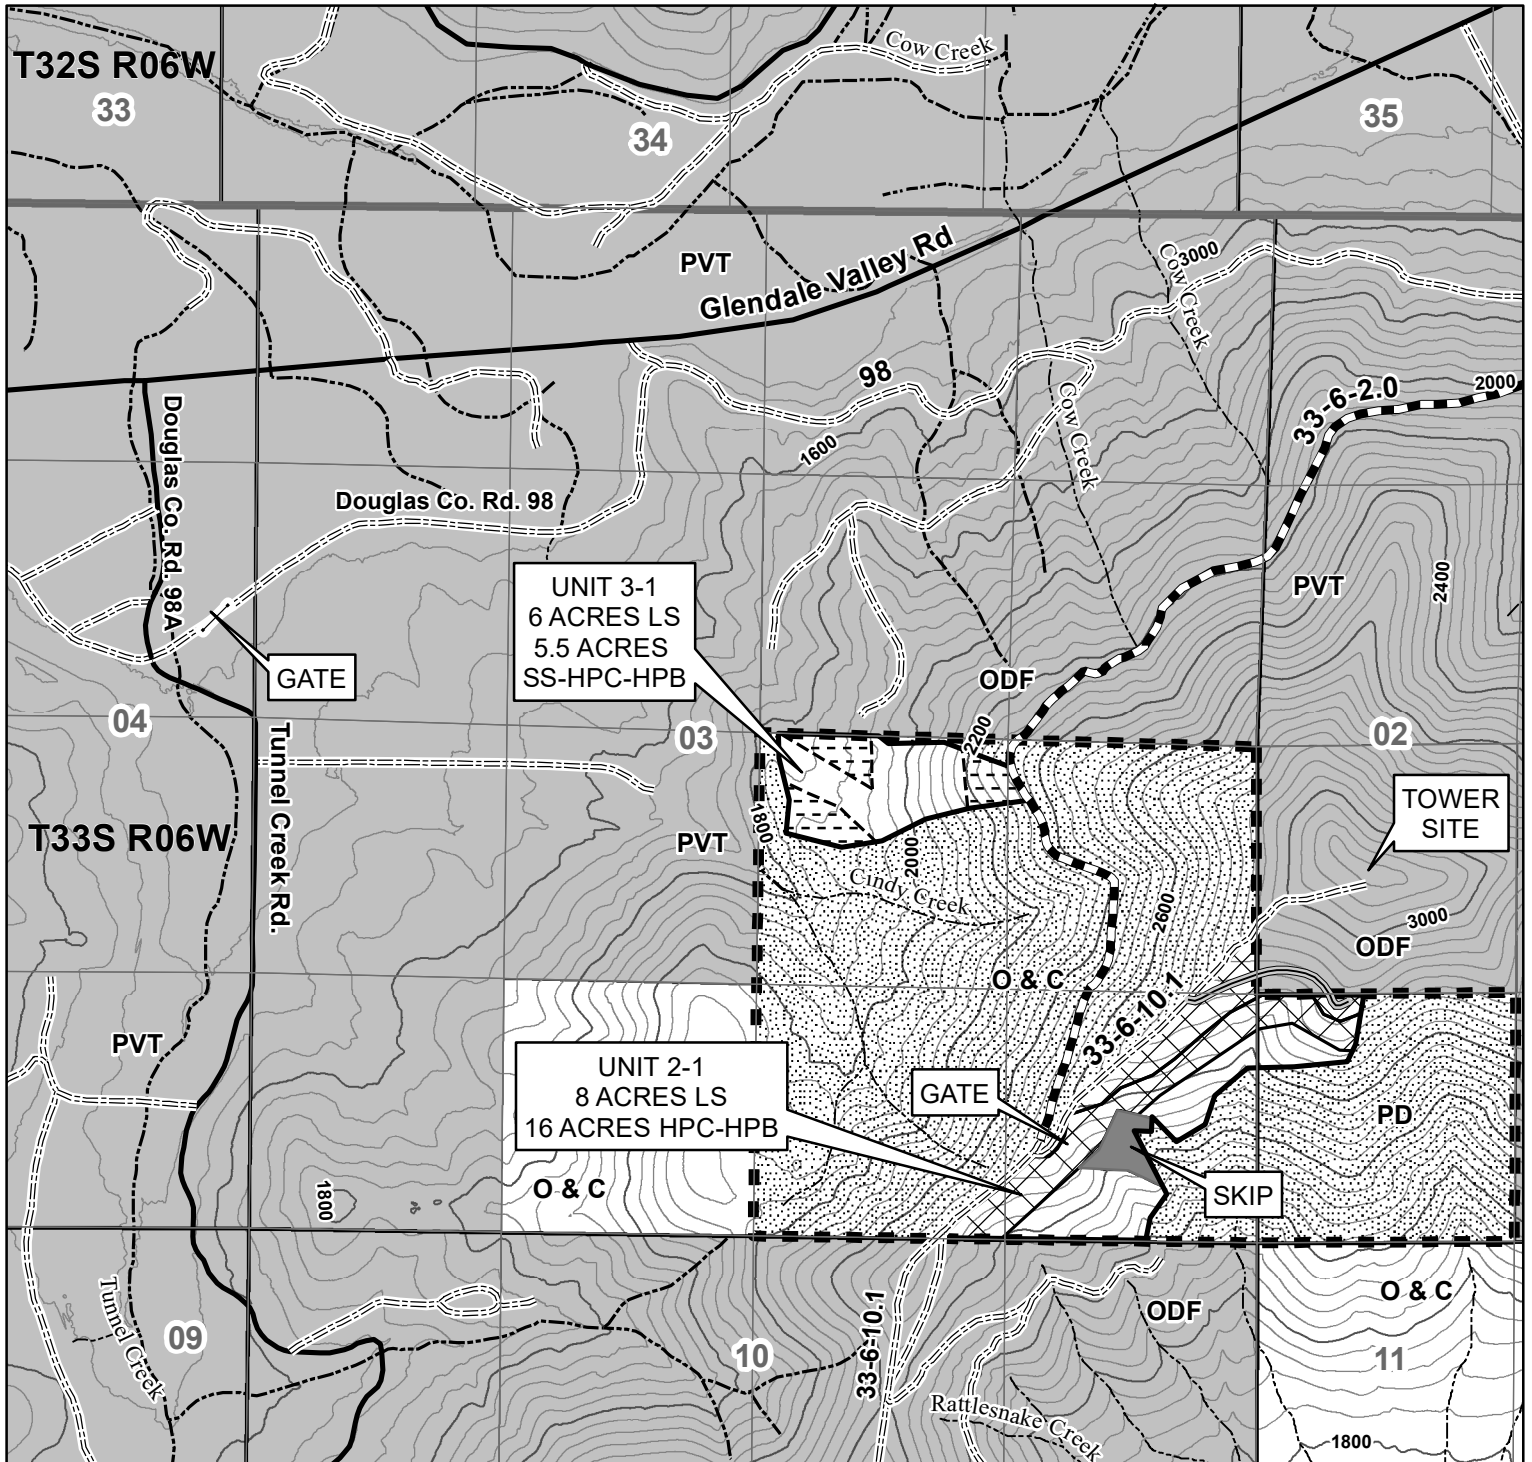 Cow Creek
T32S R06W
33
34
35
PVT
Glendale Valley Rd
3000
Cow Creek
98
33-6-2.0
2000
Cow Creek
1600
Douglas Co. Rd. 98A
Douglas Co. Rd. 98
UNIT 3-1
6 ACRES LS
5.5 ACRES
SS-HPC-HPB
PVT
2400
GATE
ODF
04
Tunnel Creek Rd.
03
2200
02
TOWER
SITE
T33S R06W
PVT
1800
2000
Cindy Creek
2600
3000
ODF
O & C
33-6-10.1
PVT
UNIT 2-1
8 ACRES LS
16 ACRES HPC-HPB
GATE
PD
1800
O & C
SKIP
Tunnel Creek
O & C
ODF
09
10
33-6-10.1
11
Rattlesnake Creek
1800